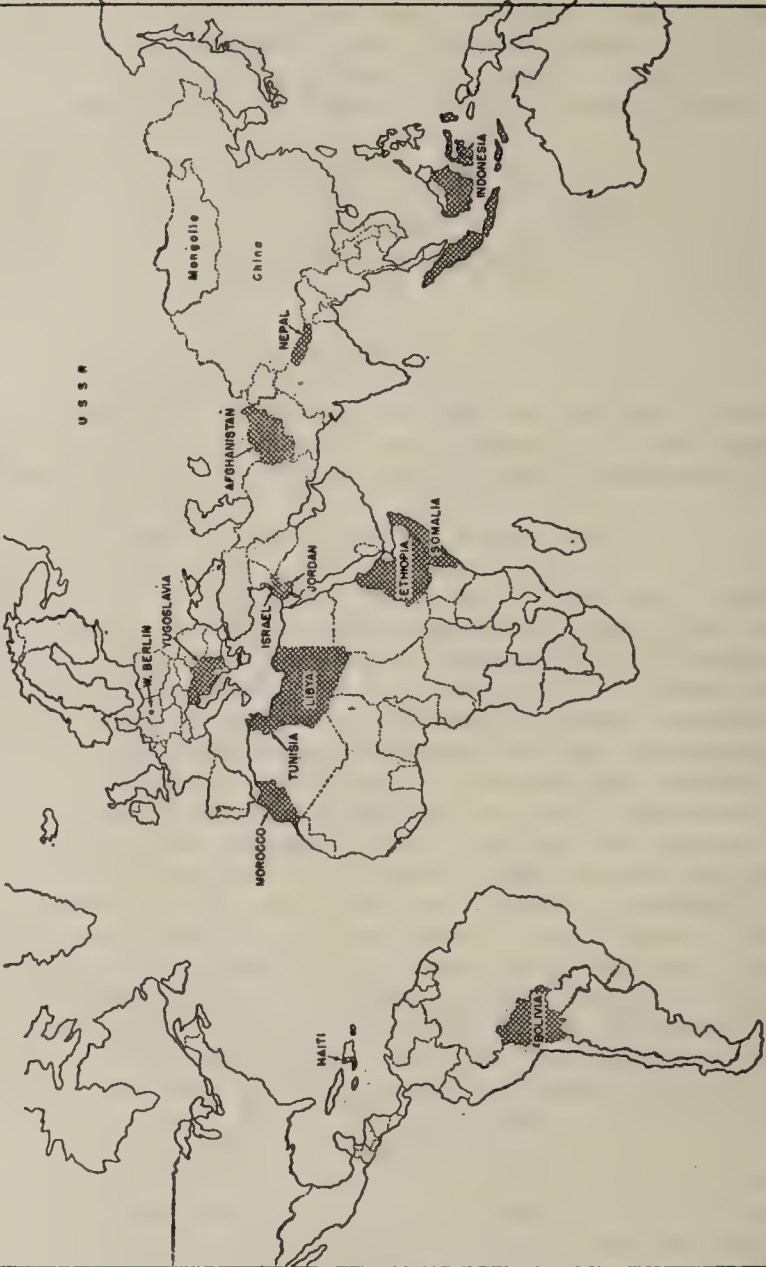 U S S R
Mongolia
China
W. BERLIN
YUGOSLAVIA
AFGHANISTAN
NEPAL
MOROCCO
TUNISIA
LIBYA
ISRAEL
JORDAN
ETHIOPIA
SOMALIA
INDONESIA
HAITI
BOLIVIA